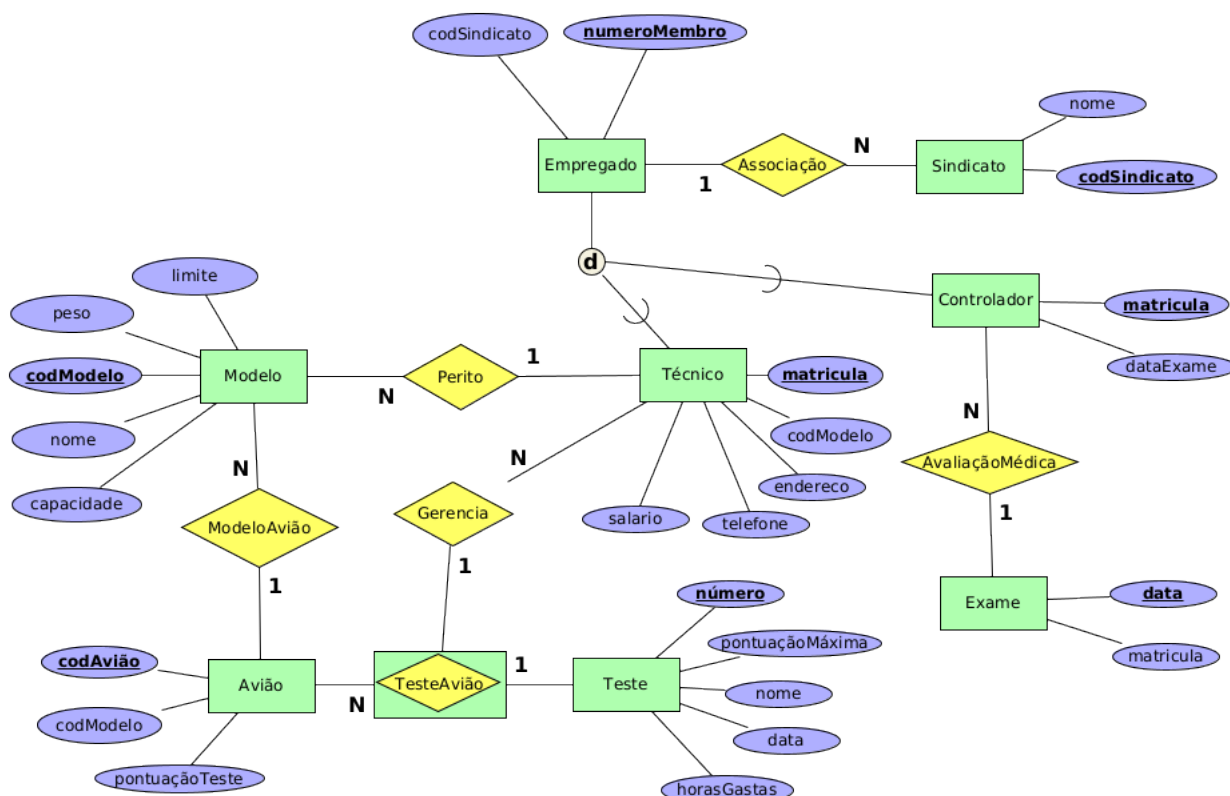 codSindicato
numeroMembro
nome
Empregado
1
Associação
N
Sindicato
codSindicato
d
limite
peso
codModelo
nome
capacidade
Modelo
N
Perito
1
Técnico
matricula
codModelo
endereco
telefone
salario
Controlador
matricula
dataExame
N
AvaliaçãoMédica
1
Exame
data
matricula
N
ModeloAvião
1
N
Gerencia
1
codAvião
codModelo
pontuaçãoTeste
Avião
N
TesteAvião
1
Teste
número
pontuaçãoMáxima
nome
data
horasGastas